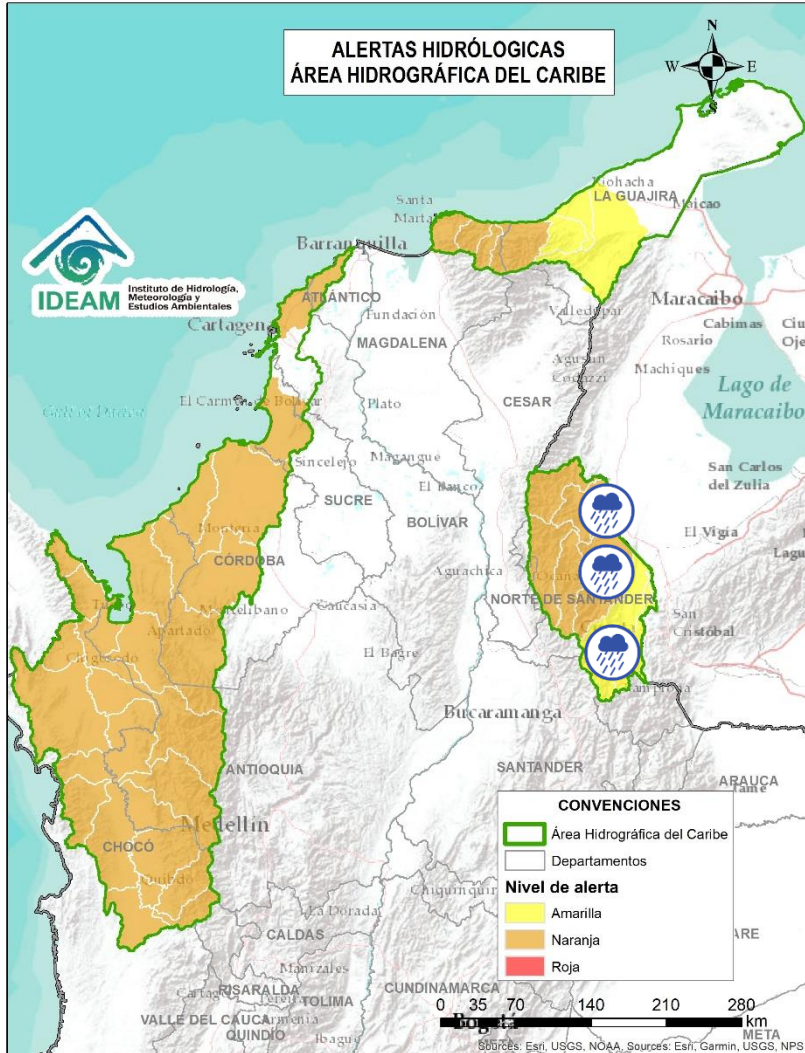 ALERTAS HIDRÓLOGICAS
ÁREA HIDROGRÁFICA DEL CARIBE
N
W
E
S
IDEAM
Instituto de Hidrología,
Meteorología y
Estudios Ambientales
LA GUAJIRA
Maicao
Santa
Marta
Barranquilla
ATLÁNTICO
Maracaibo
Fundación
Valledupar
Cabimas
Cartagen
MAGDALENA
Rosario
Agustín
Codazzi
Machiques
Lago de
Maracaibo
CESAR
El Carmen de Bolívar
Plato
Sincelejo
Magangue
San Carlos
del Zulia
SUCRE
El Banco
BOLÍVAR
Montería
El Vigía
CÓRDOBA
Aguachica
NORTE DE SANTANDER
Montelibano
Caucasia
San
Cristóbal
Apartado
El Bagre
Bucaramanga
ANTIOQUIA
SANTANDER
ARAUCA
Tame
Medellín
CHOCÓ
Quibdó
La Dorada
CALDAS
Manizales
RISARALDA
CUNDINAMARCA
TOLIMA
VALLE DEL CAUCA
QUINDÍO
Ibague
META
CONVENCIONES
Área Hidrográfica del Caribe
Departamentos
Nivel de alerta
Amarilla
Naranja
Roja
0 35 70 140 210 280
km
Sources: Esri, USGS, NOAA, Sources: Esri, Garmin, USGS, NPS